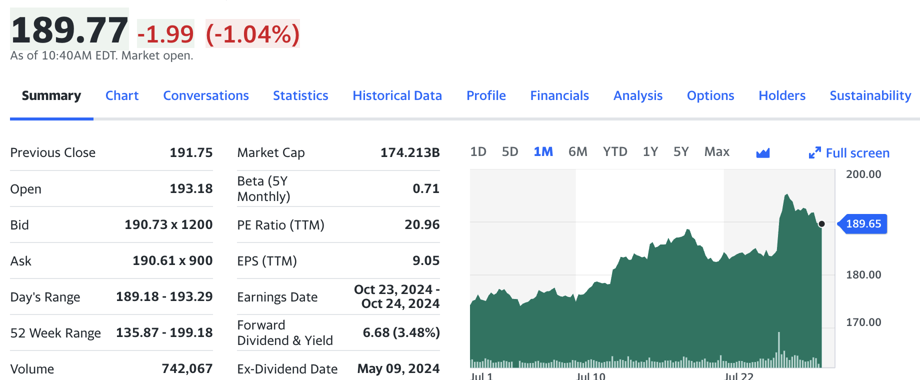 189.77 -1.99 (-1.04%)
As of 10:40AM EDT. Market open.
Summary Chart Conversations Statistics Historical Data Profile Financials Analysis Options Holders Sustainability
Previous Close 191.75
Open 193.18
Bid 190.73 x 1200
Ask 190.61 x 900
Day's Range 189.18 - 193.29
52 Week Range 135.87 - 199.18
Volume 742,067
Market Cap 174.213B
Beta (5Y
Monthly) 0.71
PE Ratio (TTM) 20.96
EPS (TTM) 9.05
Earnings Date Oct 23, 2024 -
Oct 24, 2024
Forward
Dividend & Yield 6.68 (3.48%)
Ex-Dividend Date May 09, 2024
1D 5D 1M 6M YTD 1Y 5Y Max Full screen
200.00
189.65
180.00
170.00
Jul 1 Jul 10 Jul 22